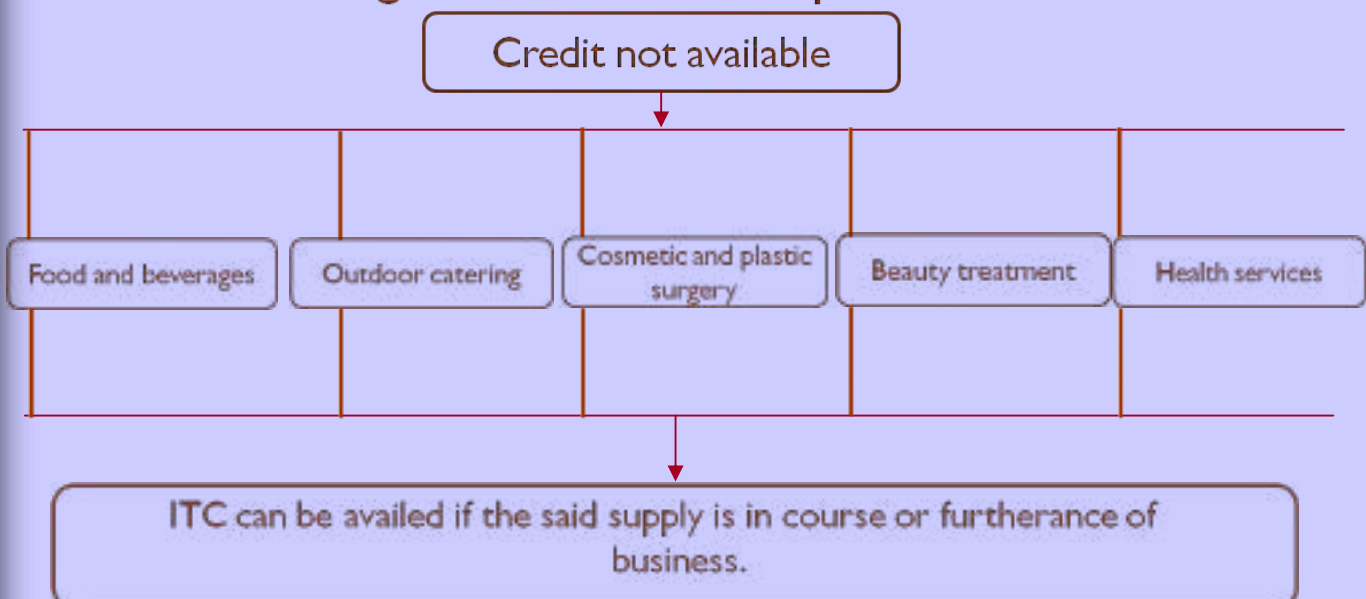 Credit not available
Food and beverages
Outdoor catering
Cosmetic and plastic
surgery
Beauty treatment
Health services
ITC can be availed if the said supply is in course or furtherance of
business.